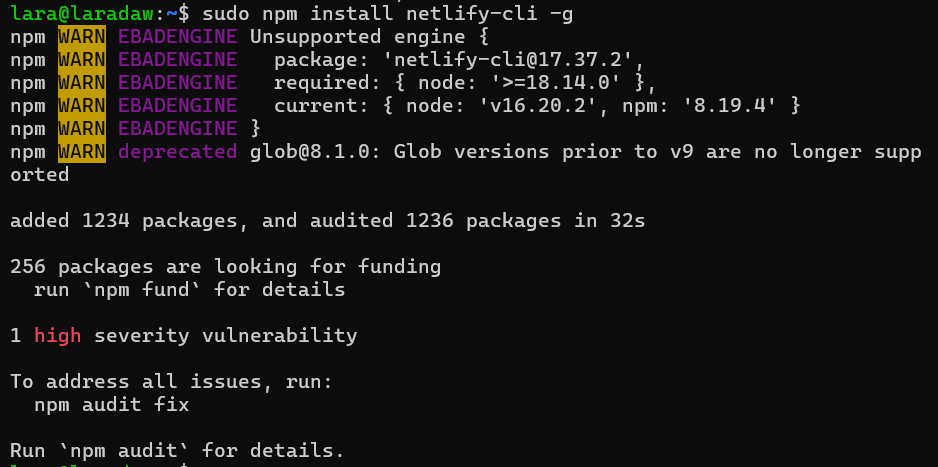 lara@laradaw:~$ sudo npm install netlify-cli -g
npm WARN EBADENGINE Unsupported engine {
npm WARN EBADENGINE   package: 'netlify-cli@17.37.2',
npm WARN EBADENGINE   required: { node: '>=18.14.0' },
npm WARN EBADENGINE   current: { node: 'v16.20.2', npm: '8.19.4' }
npm WARN EBADENGINE }
npm WARN deprecated glob@8.1.0: Glob versions prior to v9 are no longer supp
orted
added 1234 packages, and audited 1236 packages in 32s
256 packages are looking for funding
  run `npm fund` for details
1 high severity vulnerability
To address all issues, run:
  npm audit fix
Run `npm audit` for details.